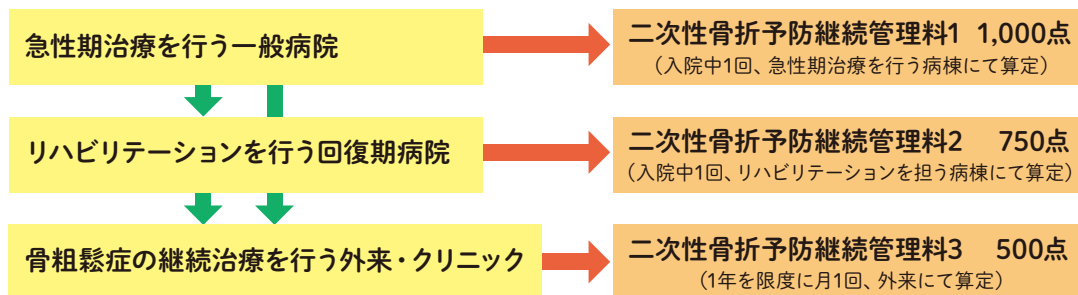 急性期治療を行う一般病院
二次性骨折予防継続管理料1 1,000点
(入院中1回、急性期治療を行う病棟にて算定)
リハビリテーションを行う回復期病院
二次性骨折予防継続管理料2 750点
(入院中1回、リハビリテーションを担う病棟にて算定)
骨粗鬆症の継続治療を行う外来・クリニック
二次性骨折予防継続管理料3 500点
(1年を限度に月1回、外来にて算定)